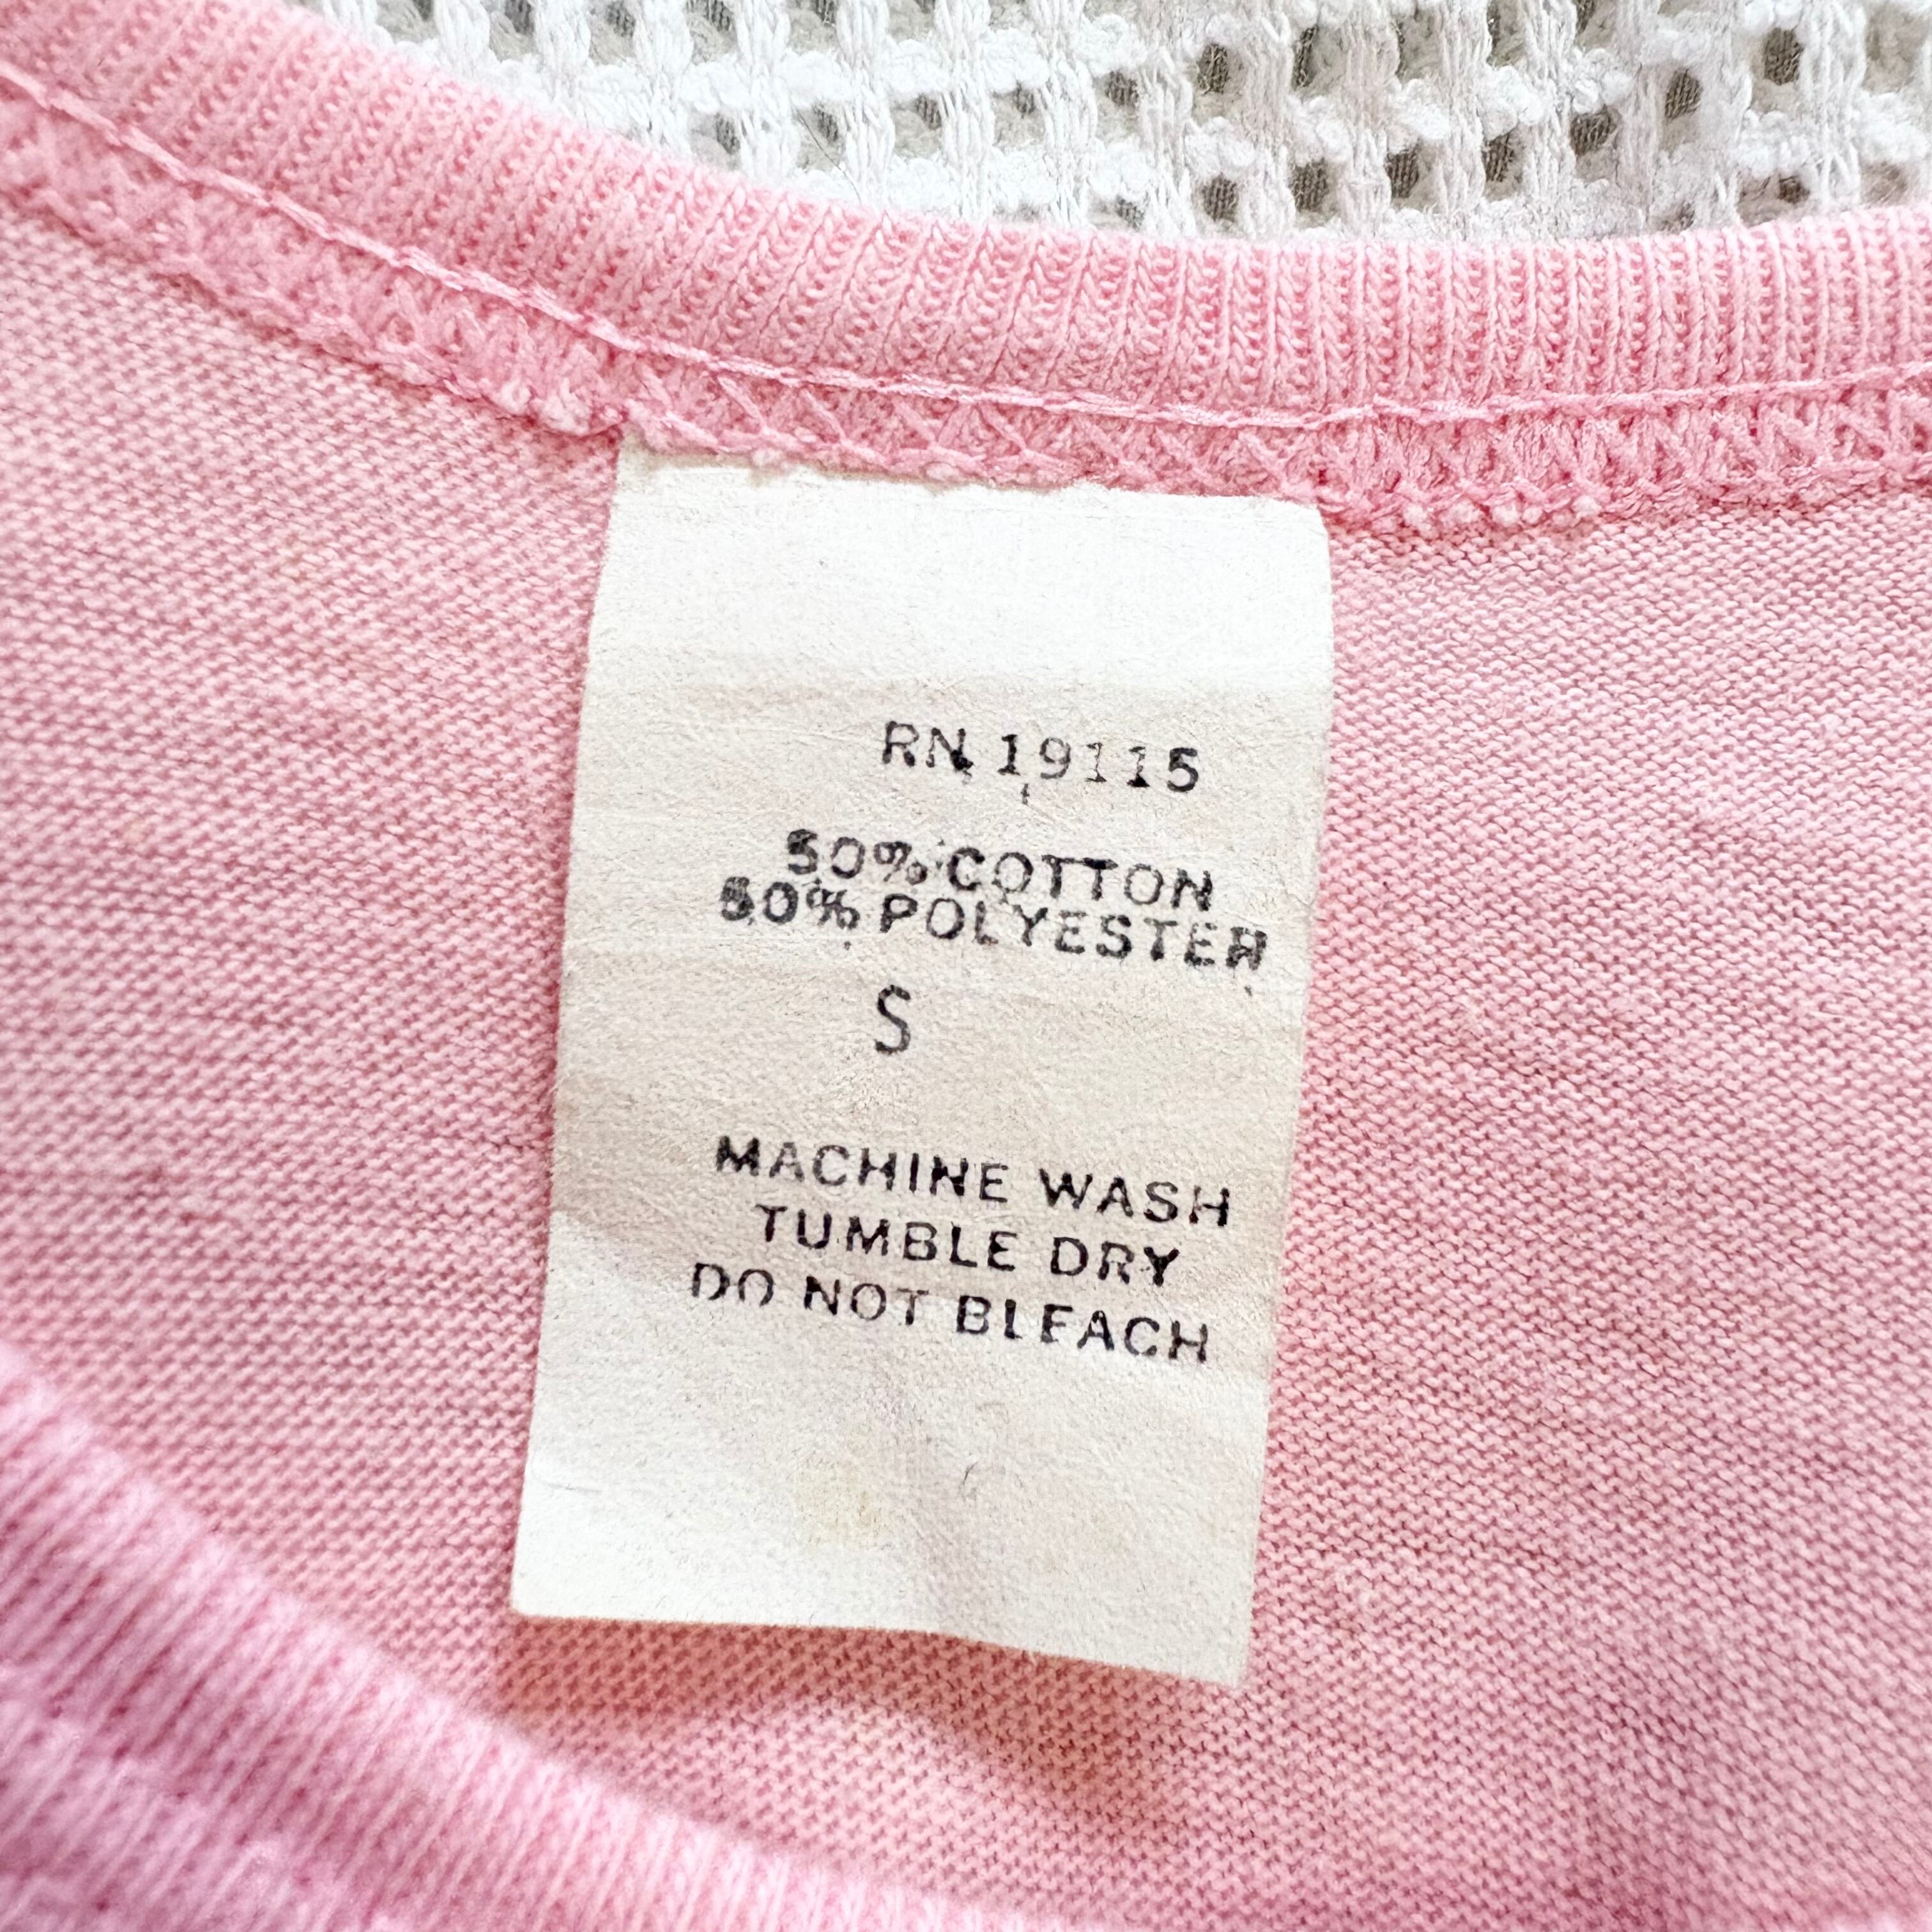 RN 19115
50% COTTON
50% POLYESTER
S
MACHINE WASH
TUMBLE DRY
DO NOT BLEACH